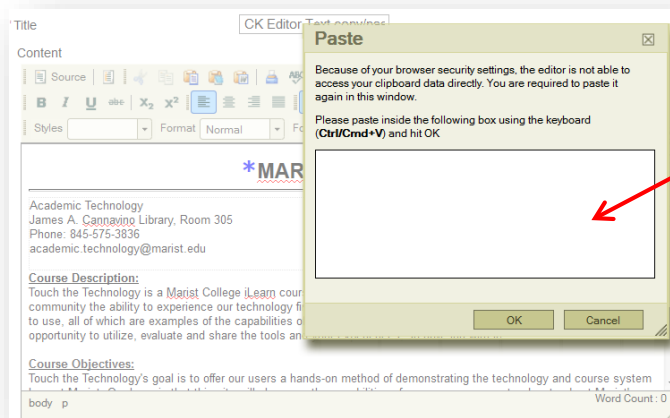 Title
CK Editor Text copy/pas
Content
Source
B I U abc X₂ X²
Styles Format Normal Fo
*MAR
Academic Technology
James A. Cannavino Library, Room 305
Phone: 845-575-3836
academic.technology@marist.edu
Course Description:
Touch the Technology is a Marist College iLearn cour
community the ability to experience our technology fi
to use, all of which are examples of the capabilities o
opportunity to utilize, evaluate and share the tools an
Course Objectives:
Touch the Technology's goal is to offer our users a hands-on method of demonstrating the technology and course system
body p
Word Count : 0
Paste
Because of your browser security settings, the editor is not able to
access your clipboard data directly. You are required to paste it
again in this window.
Please paste inside the following box using the keyboard
(Ctrl/Cmd+V) and hit OK
OK Cancel